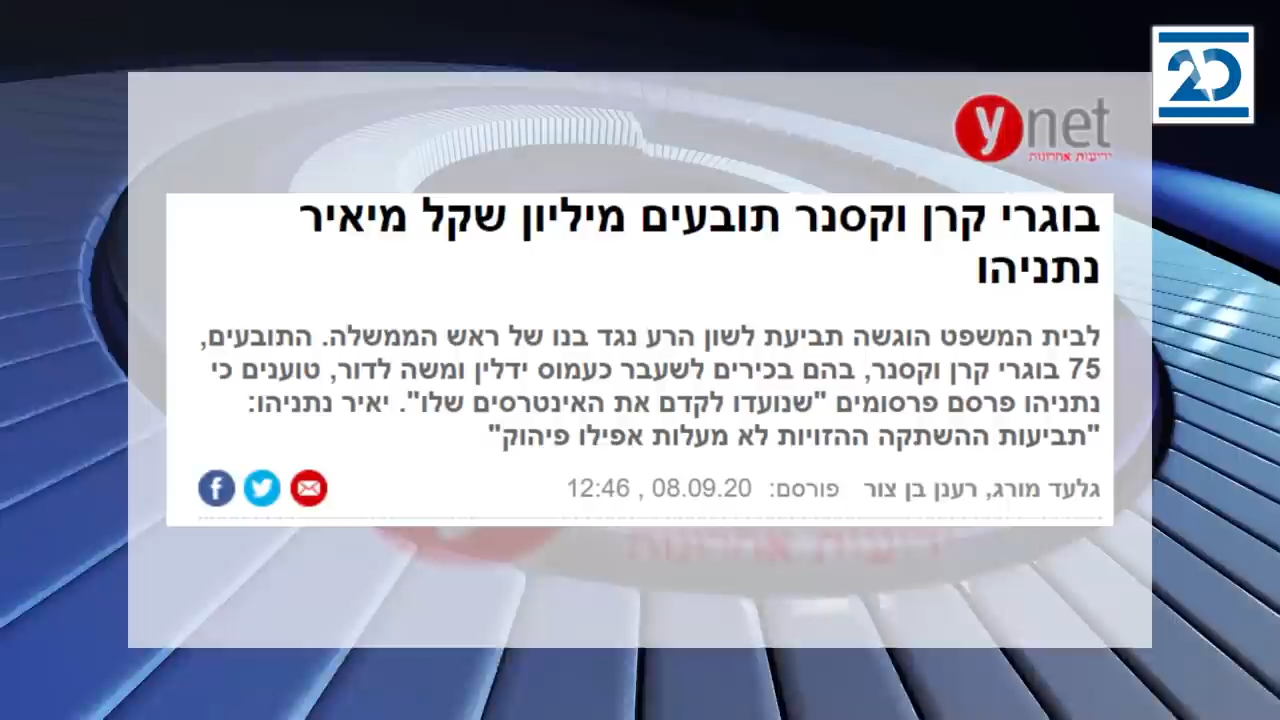 20
ynet
ידיעות אחרונות
בוגרי קרן וקסנר תובעים מיליון שקל מיאיר
נתניהו
לבית המשפט הוגשה תביעת לשון הרע נגד בנו של ראש הממשלה. התובעים,
75 בוגרי קרן וקסנר, בהם בכירים לשעבר כעמוס ידלין ומשה לדור, טוענים כי
נתניהו פרסם פרסומים "שנועדו לקדם את האינטרסים שלו". יאיר נתניהו:
"תביעות ההשתקה ההזויות לא מעלות אפילו פיהוק"
גלעד מורג, רענן בן צור פורסם: 08.09.20 , 12:46
ידיעות אחרונות